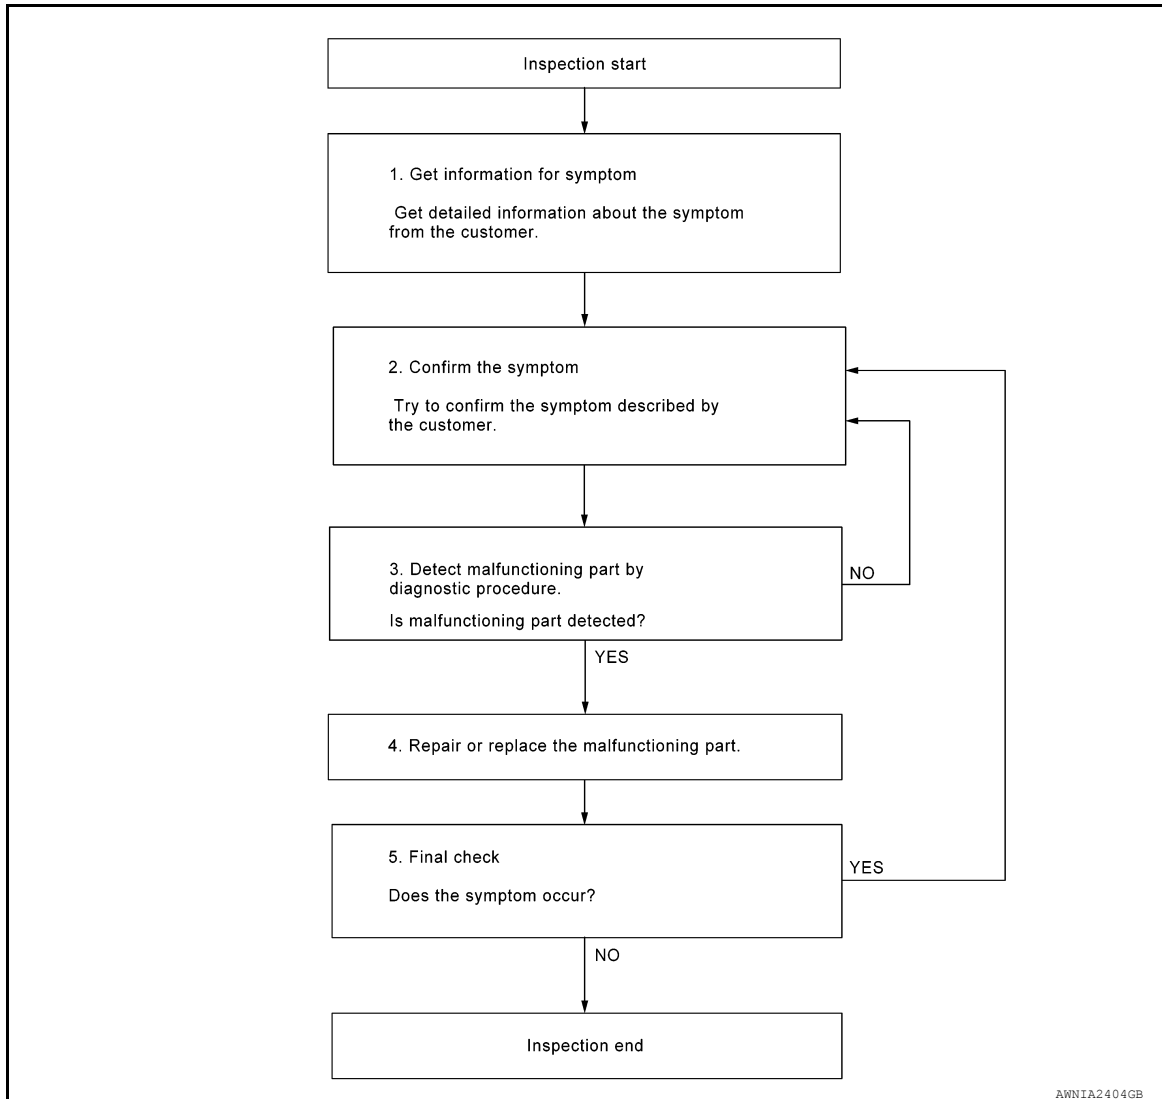 Inspection start
1. Get information for symptom
Get detailed information about the symptom
from the customer.
2. Confirm the symptom
Try to confirm the symptom described by
the customer.
3. Detect malfunctioning part by
diagnostic procedure.
NO
Is malfunctioning part detected?
YES
4. Repair or replace the malfunctioning part.
5. Final check
YES
Does the symptom occur?
NO
Inspection end
AWNIA2404GB